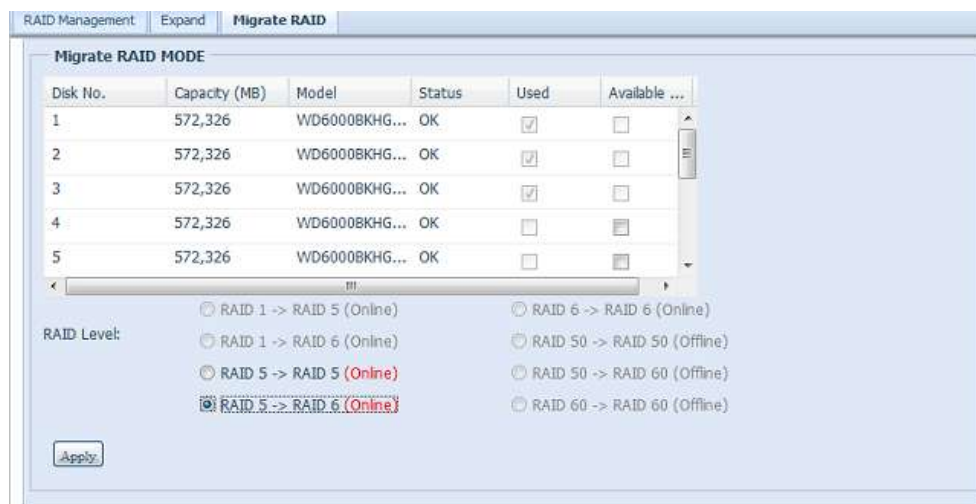 RAID Management Expand Migrate RAID
Migrate RAID MODE
Disk No. Capacity (MB) Model Status Used Available ...
1 572,326 WD6000BKHG... OK
2 572,326 WD6000BKHG... OK
3 572,326 WD6000BKHG... OK
4 572,326 WD6000BKHG... OK
5 572,326 WD6000BKHG... OK
RAID Level:
RAID 1 -> RAID 5 (Online) RAID 6 -> RAID 6 (Online)
RAID 1 -> RAID 6 (Online) RAID 50 -> RAID 50 (Offline)
RAID 5 -> RAID 5 (Online) RAID 50 -> RAID 60 (Offline)
RAID 5 -> RAID 6 (Online) RAID 60 -> RAID 60 (Offline)
Apply